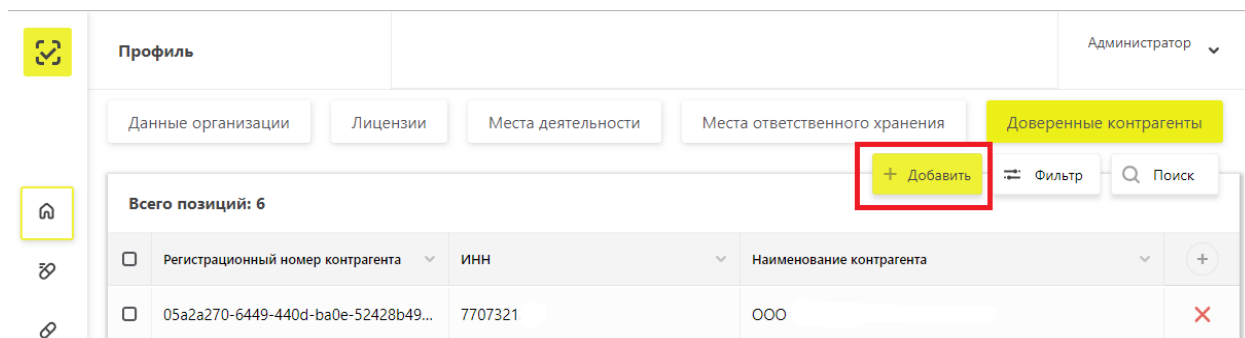 Профиль
Администратор
Данные организации Лицензии Места деятельности Места ответственного хранения Доверенные контрагенты
+ Добавить Фильтр Поиск
Всего позиций: 6
Регистрационный номер контрагента ИНН Наименование контрагента
05a2a270-6449-440d-ba0e-52428b49... 7707321 ООО